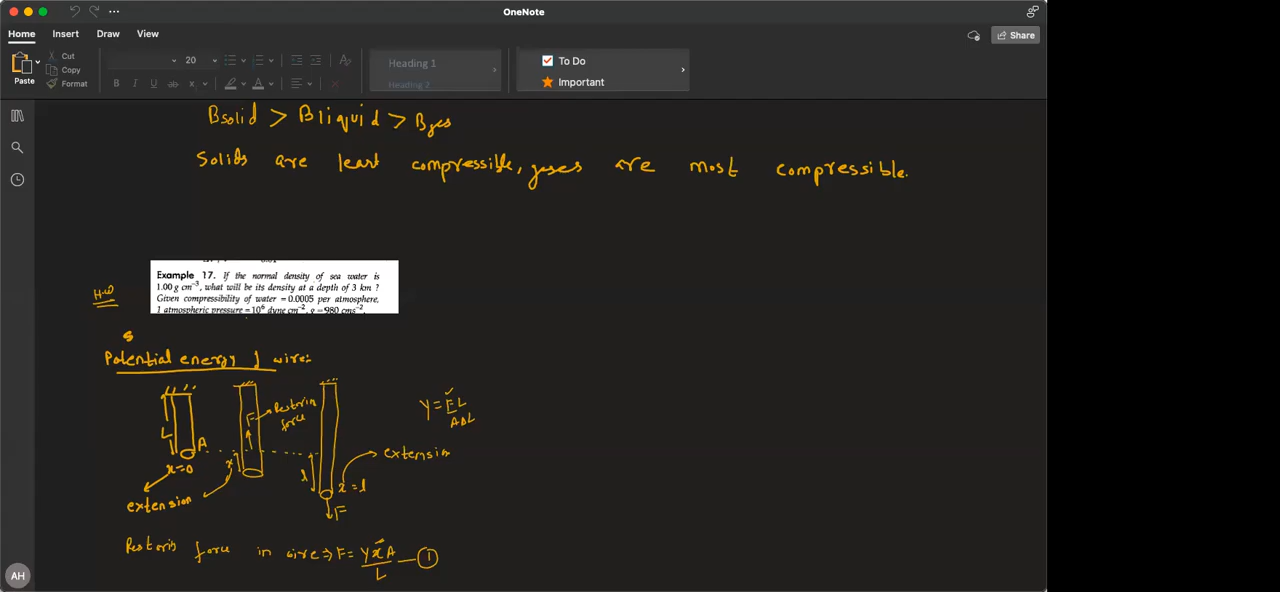 OneNote
Home Insert Draw View
Share
Paste
Cut
Copy
Format
20
B I U ab x A
Heading 1
Heading 2
To Do
Important
Bsolid > Bliquid > Bgas
Solids are least compressible, gases are most compressible.
H.W
Example 17. If the normal density of sea water is
1.00 g cm⁻³, what will be its density at a depth of 3 km ?
Given compressibility of water = 0.0005 per atmosphere,
1 atmospheric pressure = 10⁶ dyne cm⁻², g = 980 cms⁻².
s
Potential energy of wire:
L
A
x=0
F
Restorin force
x
l
x=l
F
extension
extension
Y = FL / AΔL
Restorin force in wire ⇒ F = YxA / L — ①
AH